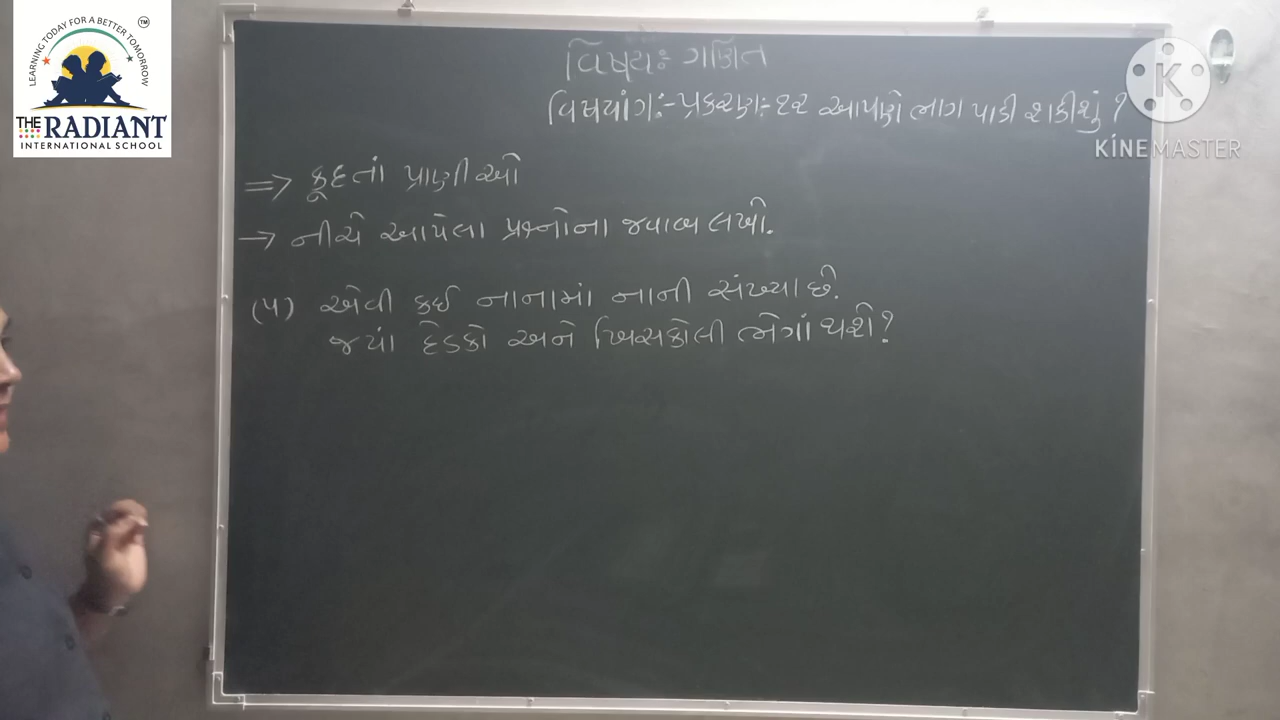 LEARNING TODAY FOR A BETTER TOMORROW
TM
THE RADIANT
INTERNATIONAL SCHOOL
વિષયઃ ગણિત
વિષયાંગઃ- પ્રકરણઃ ૧૨ આપણે ભાગ પાડી શકીશું ?
K
KINEMASTER
=> કૂદતાં પ્રાણીઓ
-> નીચે આપેલા પ્રશ્નોના જવાબ લખો.
(૫) એવી કઈ નાનામાં નાની સંખ્યા છે.
જ્યાં દેડકો અને ખિસકોલી ભેગાં થશે?